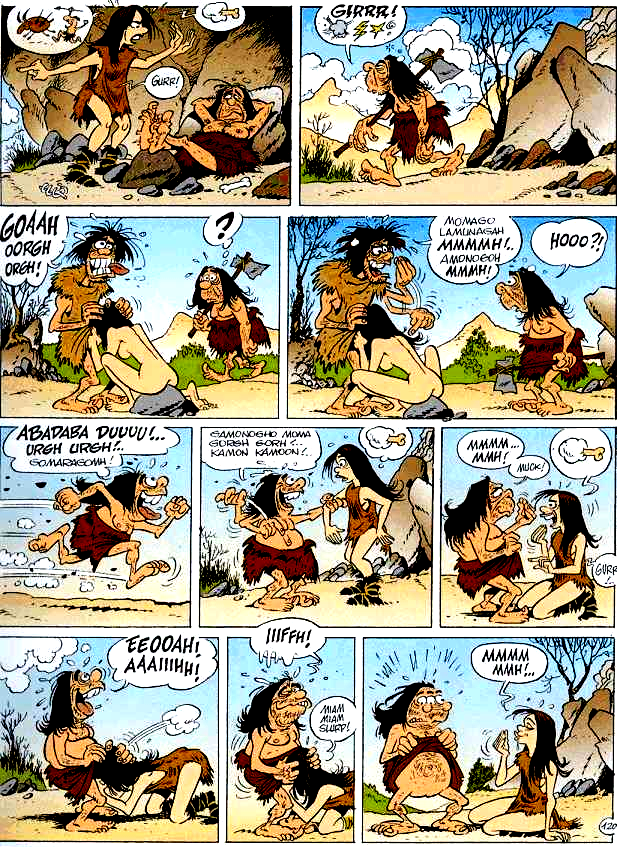 GURR!
GIRRR!
GOAAH
OORGH
ORGH!
?
MOMAGO
LAMUNAGAH
MMMMH!..
AMONOGOH
MMMH!
HOOO?!
ABADABA DUUUU!...
URGH URGH!..
GOMARAGOMH!
GAMONOGHO MOMA
GORGH GORH!..
KAMON KAMOON!..
MMMM...
MMH!
MUCK!
GURR
!
EEOOAH!
AAAIIIHH!
IIIFFH!
MIAM
MIAM
SLURP!
MMMM
MMH!...
120